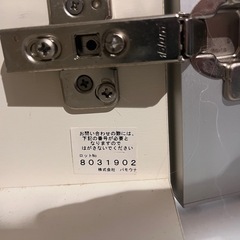 お問い合わせの際には、
下記の番号が必要と
なりますので
はがさないでください
ロットNo
8031902
株式会社 パモウナ